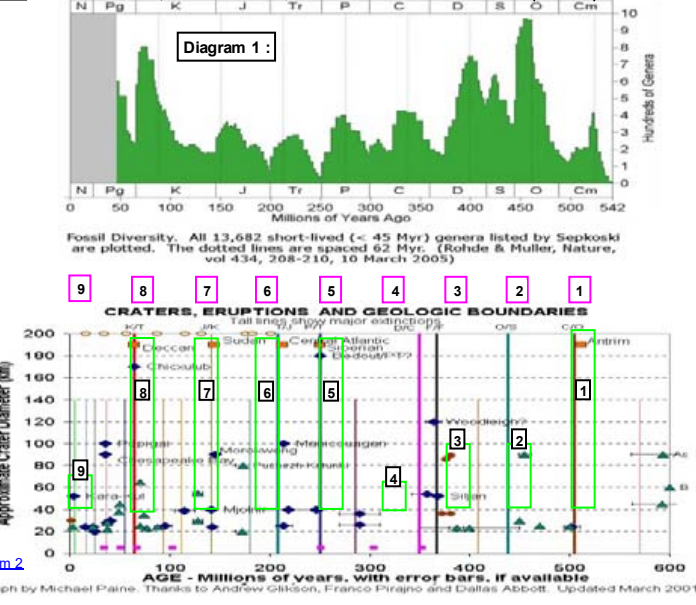 N Pg K J Tr P C D S O Cm
Diagram 1 :
10
9
8
7
6
5
4
3
2
1
0
Hundreds of Genera
N Pg K J Tr P C D S O Cm
0 50 100 150 200 250 300 350 400 450 500 542
Millions of Years Ago
Fossil Diversity. All 13,682 short-lived (< 45 Myr) genera listed by Sepkoski
are plotted. The dotted lines are spaced 62 Myr. (Rohde & Muller, Nature,
vol 434, 208-210, 10 March 2005)
9 8 7 6 5 4 3 2 1
CRATERS, ERUPTIONS AND GEOLOGIC BOUNDARIES
Tall lines show major extinctions
K/T J/K T/J P/T D/C F/F O/S C/O
200
180
160
140
120
100
80
60
40
20
0
Approximate Crater Diameter (km)
Deccan
Sudan
Central Atlantic
Siberian
Antrim
Bedout/P-T?
Chicxulub
8 7 6 5 1
Woodleigh?
Popigai
Morokweng
Manicouagan
3 2
Chesapeake Bay
Puchezh-Katunki
Ac
9 4
B
Kara-Kul
Mjolnir
Siljan
0 100 200 300 400 500 600
m 2
AGE - Millions of years. with error bars. if available
ph by Michael Paine. Thanks to Andrew Glikson, Franco Pirajno and Dallas Abbott. Updated March 2001